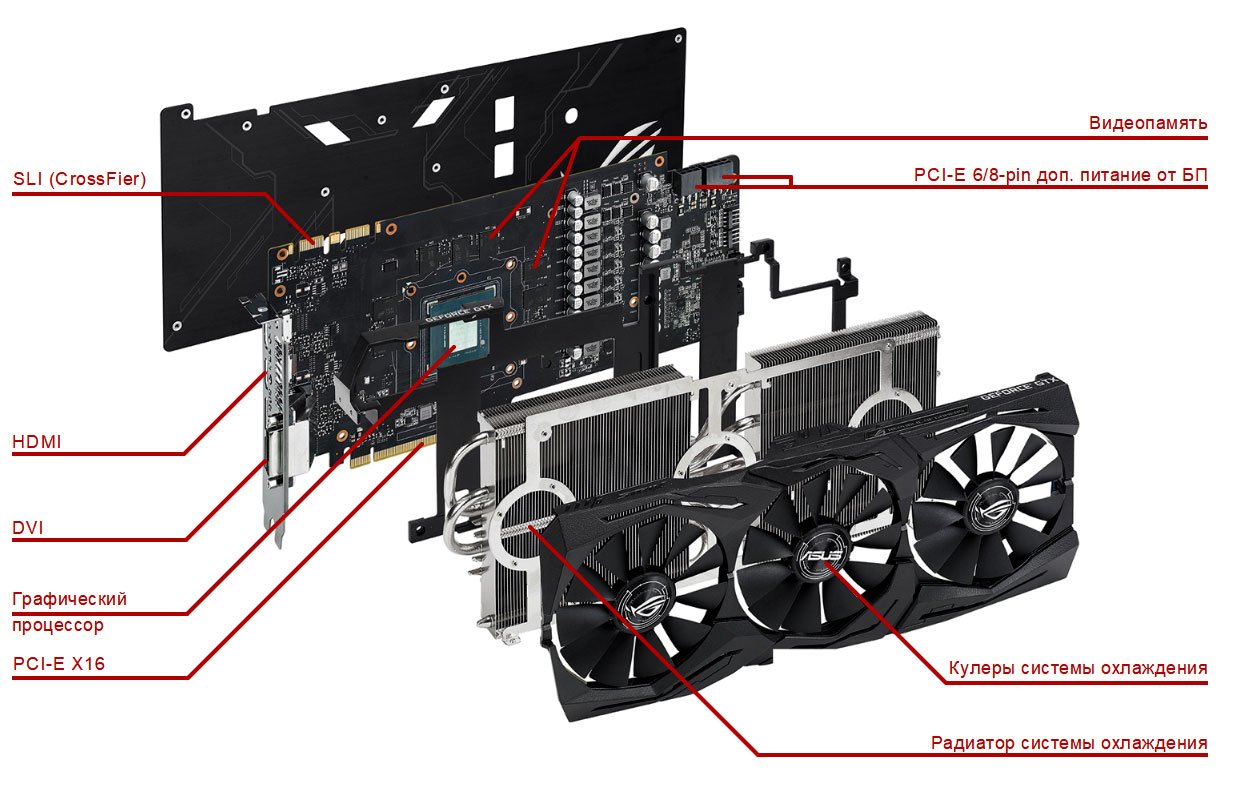 Видеопамять
SLI (CrossFier)
PCI-E 6/8-pin доп. питание от БП
GEFORCE GTX
GEFORCE GTX
HDMI
DVI
ASUS
Графический
процессор
PCI-E X16
Кулеры системы охлаждения
Радиатор системы охлаждения